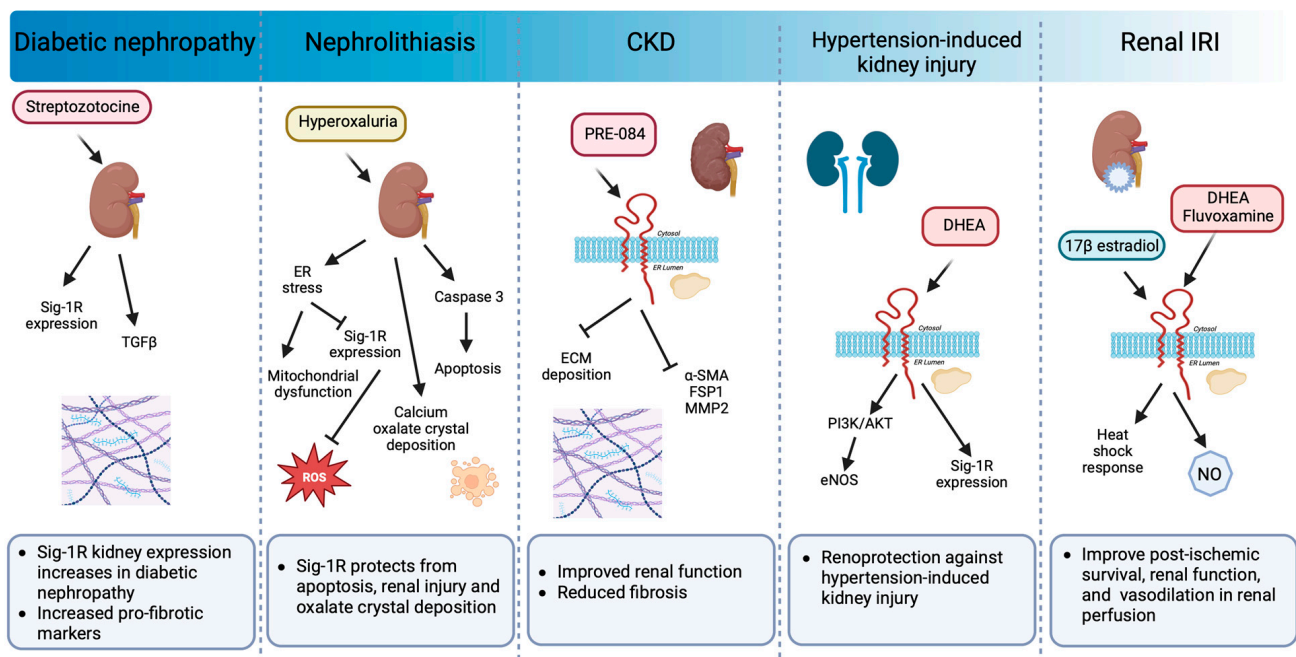 Diabetic nephropathy
Streptozotocine
Sig-1R
expression
TGFβ
• Sig-1R kidney expression
increases in diabetic
nephropathy
• Increased pro-fibrotic
markers
Nephrolithiasis
Hyperoxaluria
ER
stress
Caspase 3
Sig-1R
expression
Mitochondrial
dysfunction
Apoptosis
Calcium
oxalate crystal
deposition
ROS
• Sig-1R protects from
apoptosis, renal injury and
oxalate crystal deposition
CKD
PRE-084
Cytosol
ER Lumen
ECM
deposition
α-SMA
FSP1
MMP2
• Improved renal function
• Reduced fibrosis
Hypertension-induced
kidney injury
DHEA
Cytosol
ER Lumen
PI3K/AKT
eNOS
Sig-1R
expression
• Renoprotection against
hypertension-induced
kidney injury
Renal IRI
DHEA
Fluvoxamine
17β estradiol
Cytosol
ER Lumen
Heat
shock
response
NO
• Improve post-ischemic
survival, renal function,
and vasodilation in renal
perfusion